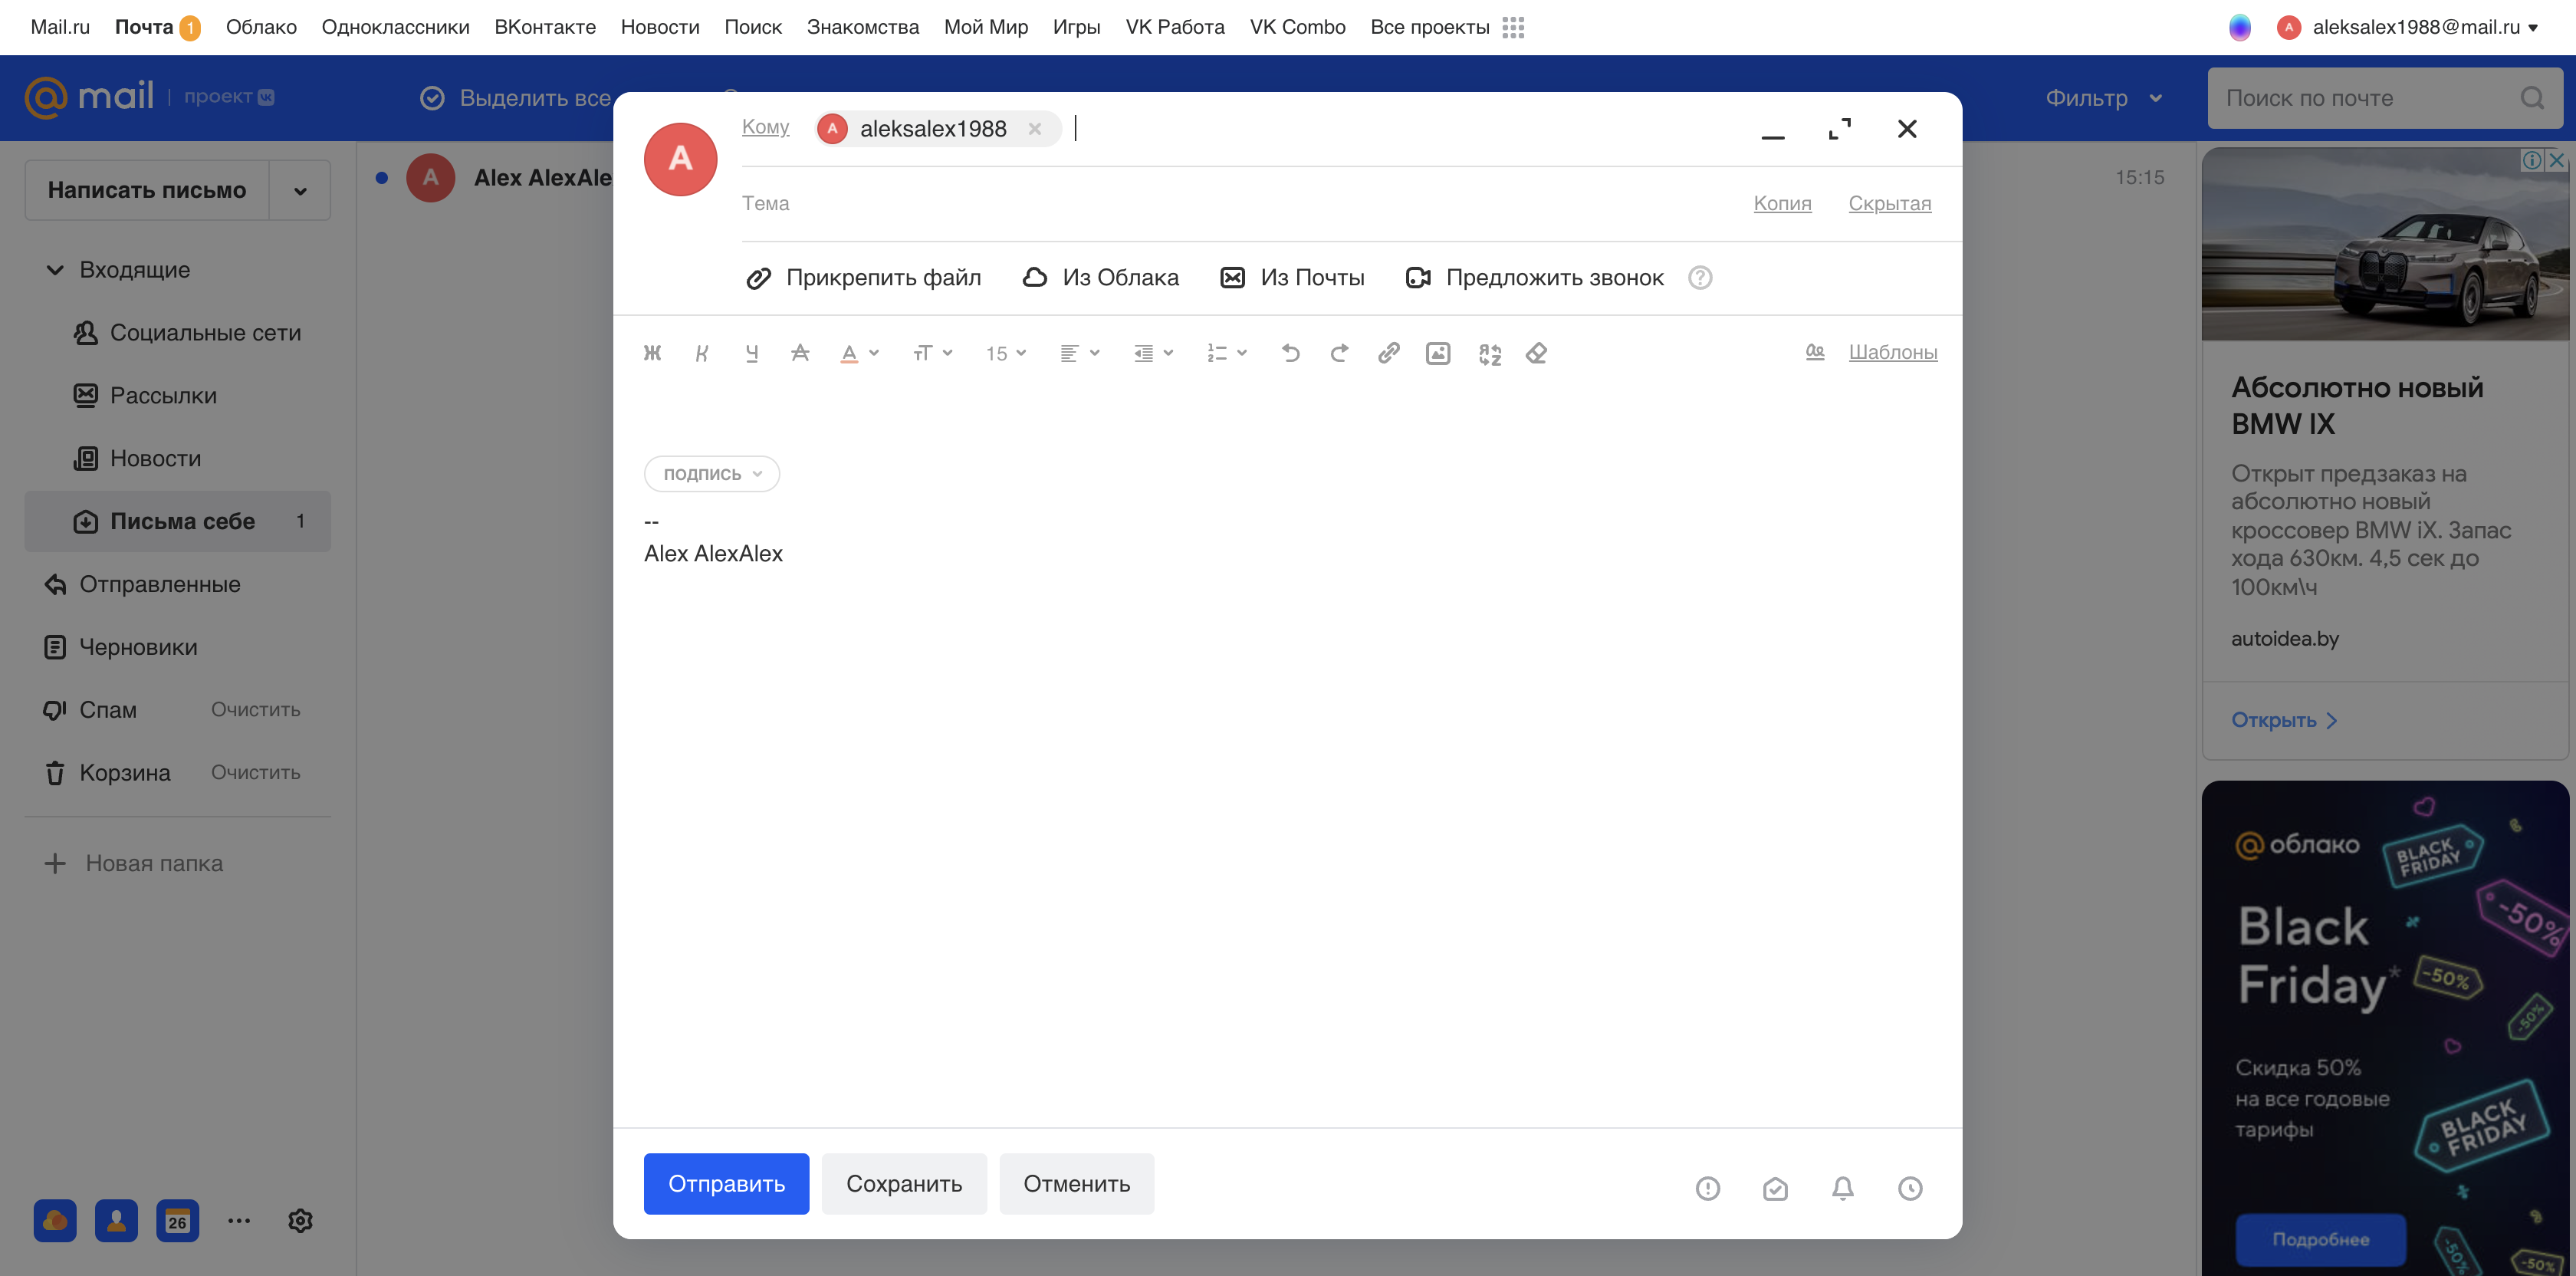 Mail.ru Почта 1 Облако Одноклассники ВКонтакте Новости Поиск Знакомства Мой Мир Игры VK Работа VK Combo Все проекты A aleksalex1988@mail.ru
@mail проект Выделить все Фильтр Поиск по почте
Написать письмо
Входящие
Социальные сети
Рассылки
Новости
Письма себе 1
Отправленные
Черновики
Спам Очистить
Корзина Очистить
Новая папка
26
A Alex AlexAle
15:15
A
Кому A aleksalex1988
Тема Копия Скрытая
Прикрепить файл Из Облака Из Почты Предложить звонок ?
Ж К Ч А А тТ 15 Шаблоны
ПОДПИСЬ
--
Alex AlexAlex
Отправить Сохранить Отменить
Абсолютно новый
BMW IX
Открыт предзаказ на
абсолютно новый
кроссовер BMW iX. Запас
хода 630км. 4,5 сек до
100км\ч
autoidea.by
Открыть
@облако
BLACK
FRIDAY
Black
Friday*
-50%
-50%
-50%
Скидка 50%
на все годовые
тарифы
BLACK
FRIDAY
Подробнее
-50%
-50%